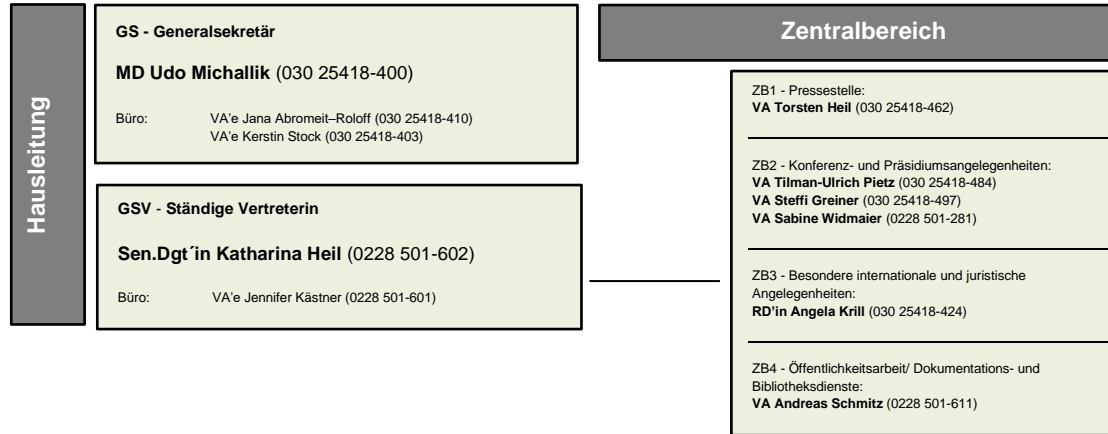 Hausleitung
GS - Generalsekretär
MD Udo Michallik (030 25418-400)
Büro: VA'e Jana Abromeit–Roloff (030 25418-410)
VA'e Kerstin Stock (030 25418-403)
GSV - Ständige Vertreterin
Sen.Dgt´in Katharina Heil (0228 501-602)
Büro: VA'e Jennifer Kästner (0228 501-601)
Zentralbereich
ZB1 - Pressestelle:
VA Torsten Heil (030 25418-462)
ZB2 - Konferenz- und Präsidiumsangelegenheiten:
VA Tilman-Ulrich Pietz (030 25418-484)
VA Steffi Greiner (030 25418-497)
VA Sabine Widmaier (0228 501-281)
ZB3 - Besondere internationale und juristische
Angelegenheiten:
RD'in Angela Krill (030 25418-424)
ZB4 - Öffentlichkeitsarbeit/ Dokumentations- und
Bibliotheksdienste:
VA Andreas Schmitz (0228 501-611)